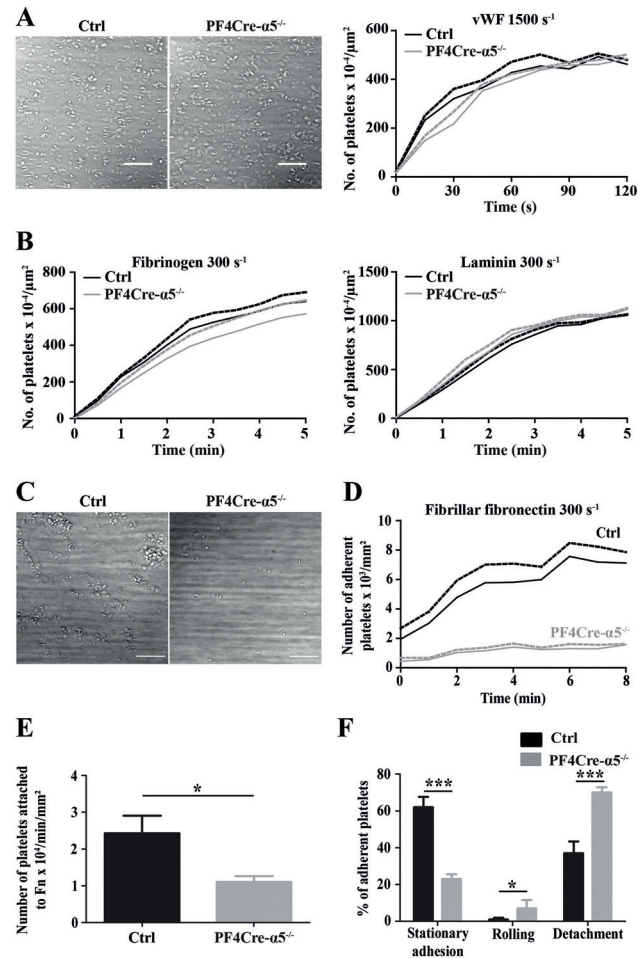 A
Ctrl
PF4Cre-α5-/-
vWF 1500 s-1
Ctrl
PF4Cre-α5-/-
No. of platelets x 10-4/μm2
600
400
200
0
0 30 60 90 120
Time (s)
B
Fibrinogen 300 s-1
Ctrl
PF4Cre-α5-/-
No. of platelets x 10-4/μm2
800
600
400
200
0
0 1 2 3 4 5
Time (min)
Laminin 300 s-1
Ctrl
PF4Cre-α5-/-
No. of platelets x 10-4/μm2
1500
1000
500
0
0 1 2 3 4 5
Time (min)
C
Ctrl
PF4Cre-α5-/-
D
Fibrillar fibronectin 300 s-1
Ctrl
PF4Cre-α5-/-
Number of adherent
platelets x 103/mm2
10
8
6
4
2
0
0 2 4 6 8
Time (min)
E
Number of platelets attached
to Fn x 104/min/mm2
4
3
2
1
0
*
Ctrl
PF4Cre-α5-/-
F
Ctrl
PF4Cre-α5-/-
% of adherent platelets
80
60
40
20
0
***
*
***
Stationary
adhesion
Rolling
Detachment